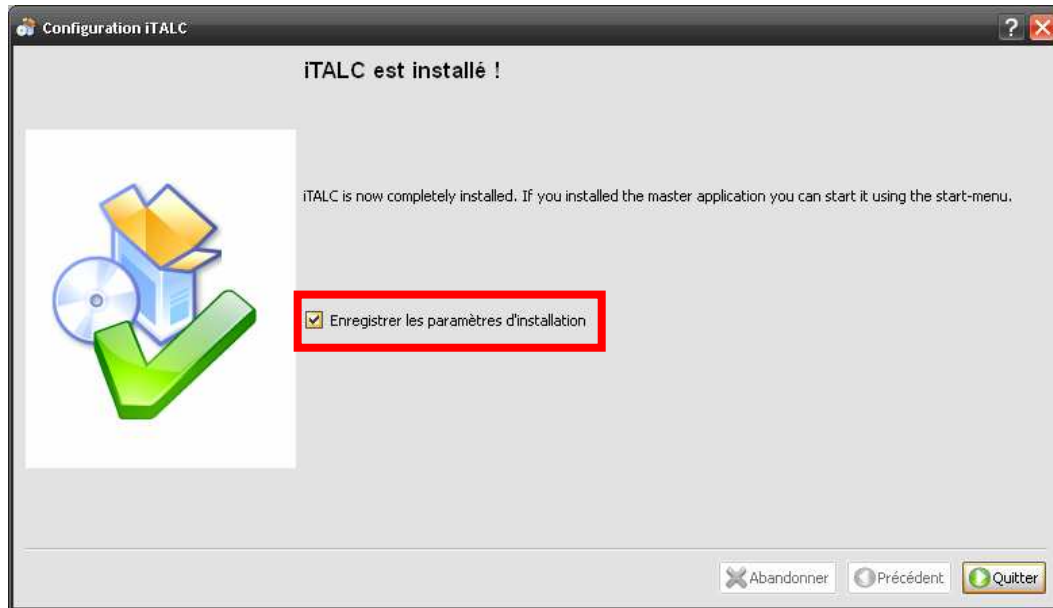 Configuration iTALC
iTALC est installé !
iTALC is now completely installed. If you installed the master application you can start it using the start-menu.
Enregistrer les paramètres d'installation
Abandonner
Précédent
Quitter